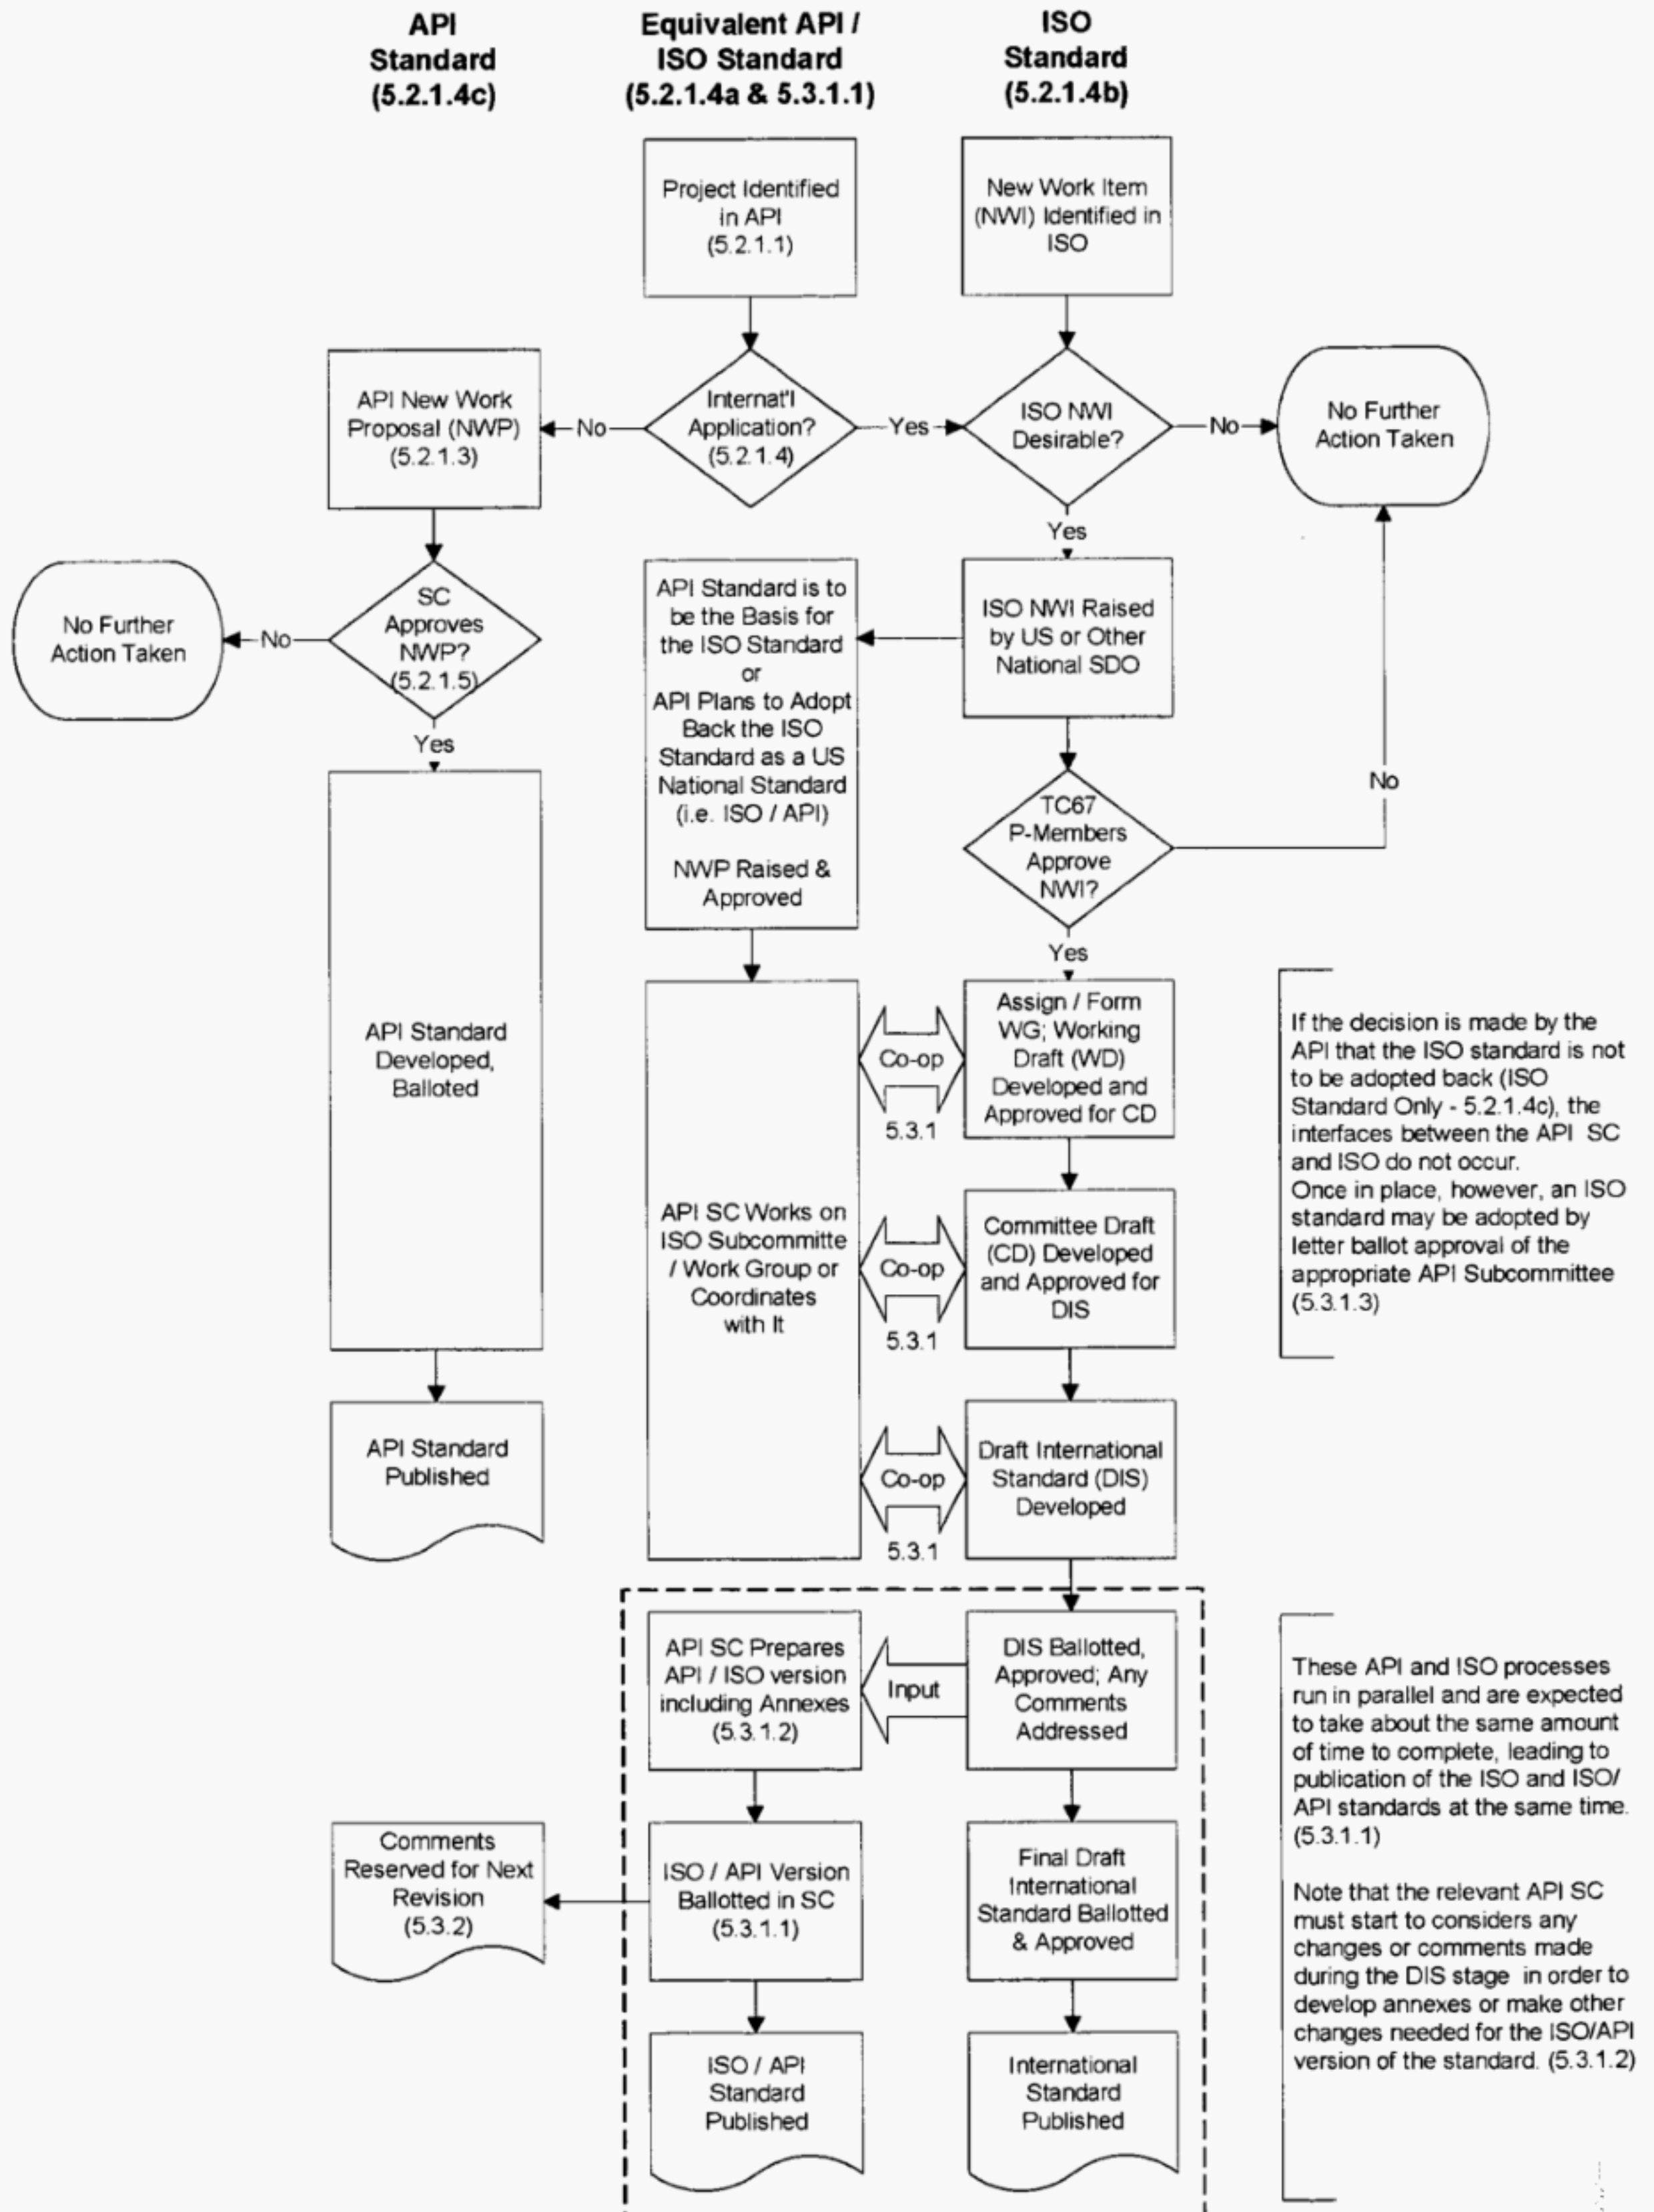 API
Standard
(5.2.1.4c)
Equivalent API /
ISO Standard
(5.2.1.4a & 5.3.1.1)
ISO
Standard
(5.2.1.4b)
Project Identified
in API
(5.2.1.1)
New Work Item
(NWI) Identified in
ISO
API New Work
Proposal (NWP)
(5.2.1.3)
No
Internat'l
Application?
(5.2.1.4)
Yes
ISO NWI
Desirable?
No
No Further
Action Taken
Yes
No Further
Action Taken
No
SC
Approves
NWP?
(5.2.1.5)
Yes
API Standard is to
be the Basis for
the ISO Standard
or
API Plans to Adopt
Back the ISO
Standard as a US
National Standard
(i.e. ISO / API)
NWP Raised &
Approved
ISO NWI Raised
by US or Other
National SDO
TC67
P-Members
Approve
NWI?
No
Yes
API Standard
Developed,
Balloted
API SC Works on
ISO Subcommitte
/ Work Group or
Coordinates
with It
Co-op
5.3.1
Assign / Form
WG; Working
Draft (WD)
Developed and
Approved for CD
Co-op
5.3.1
Committee Draft
(CD) Developed
and Approved for
DIS
Co-op
5.3.1
Draft International
Standard (DIS)
Developed
If the decision is made by the
API that the ISO standard is not
to be adopted back (ISO
Standard Only - 5.2.1.4c), the
interfaces between the API SC
and ISO do not occur.
Once in place, however, an ISO
standard may be adopted by
letter ballot approval of the
appropriate API Subcommittee
(5.3.1.3)
API Standard
Published
API SC Prepares
API / ISO version
including Annexes
(5.3.1.2)
Input
DIS Ballotted,
Approved; Any
Comments
Addressed
Comments
Reserved for Next
Revision
(5.3.2)
ISO / API Version
Ballotted in SC
(5.3.1.1)
Final Draft
International
Standard Ballotted
& Approved
ISO / API
Standard
Published
International
Standard
Published
These API and ISO processes
run in parallel and are expected
to take about the same amount
of time to complete, leading to
publication of the ISO and ISO/
API standards at the same time.
(5.3.1.1)
Note that the relevant API SC
must start to considers any
changes or comments made
during the DIS stage in order to
develop annexes or make other
changes needed for the ISO/API
version of the standard. (5.3.1.2)